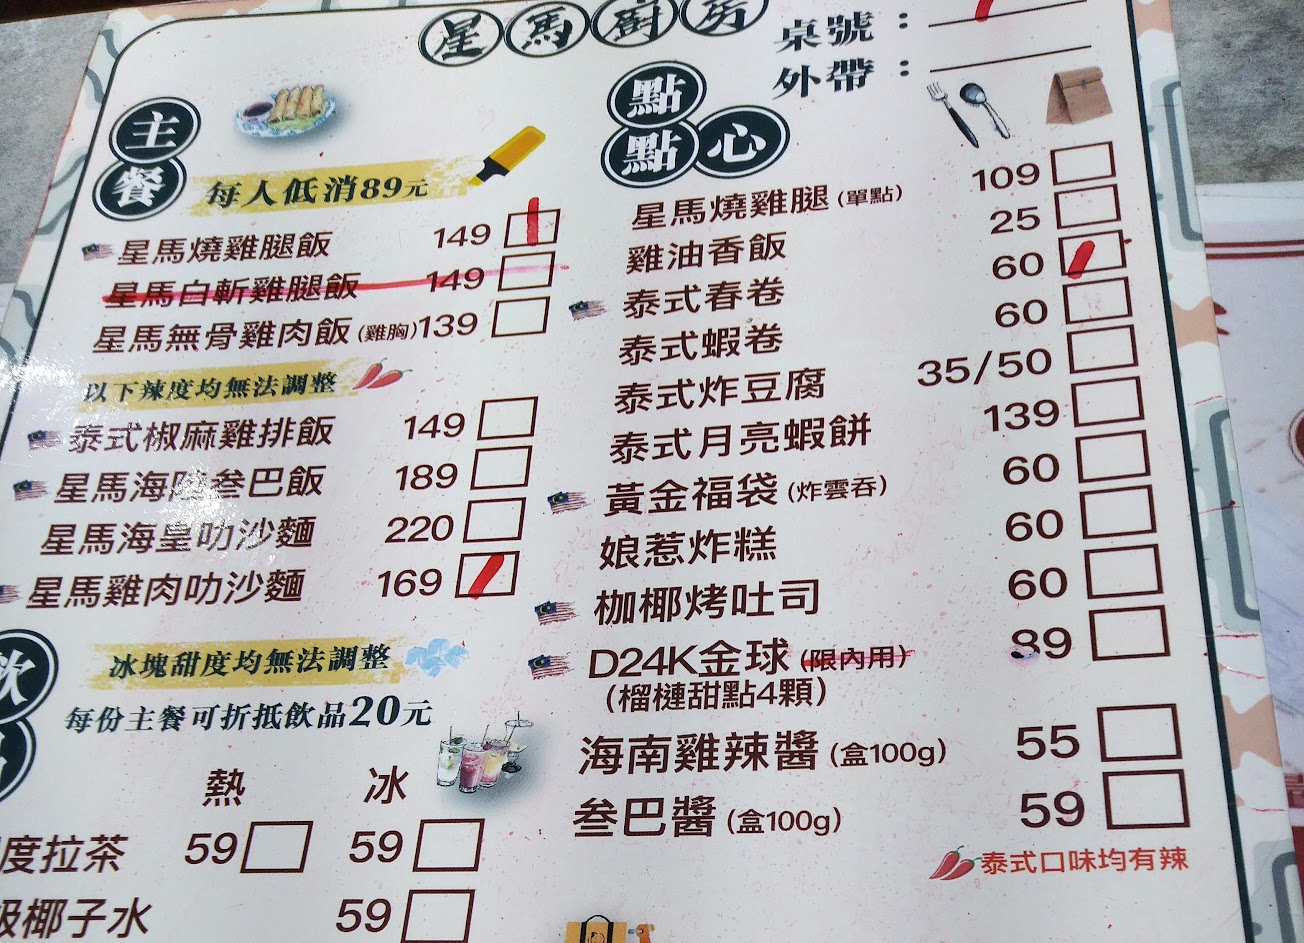 星馬廚房
桌號：
外帶：
主餐
每人低消89元
星馬燒雞腿飯 149
星馬白斬雞腿飯 149
星馬無骨雞肉飯(雞胸) 139
以下辣度均無法調整
泰式椒麻雞排飯 149
星馬海陸叁巴飯 189
星馬海皇叻沙麵 220
星馬雞肉叻沙麵 169
冰塊甜度均無法調整
每份主餐可折抵飲品20元
熱 冰
度拉茶 59 59
椰子水 59
點點心
星馬燒雞腿(單點) 109
雞油香飯 25
泰式春卷 60
泰式蝦卷 60
泰式炸豆腐 35/50
泰式月亮蝦餅 139
黃金福袋(炸雲吞) 60
娘惹炸糕 60
枷椰烤吐司 60
D24K金球(限內用) 89
(榴槤甜點4顆)
海南雞辣醬(盒100g) 55
叁巴醬(盒100g) 59
泰式口味均有辣